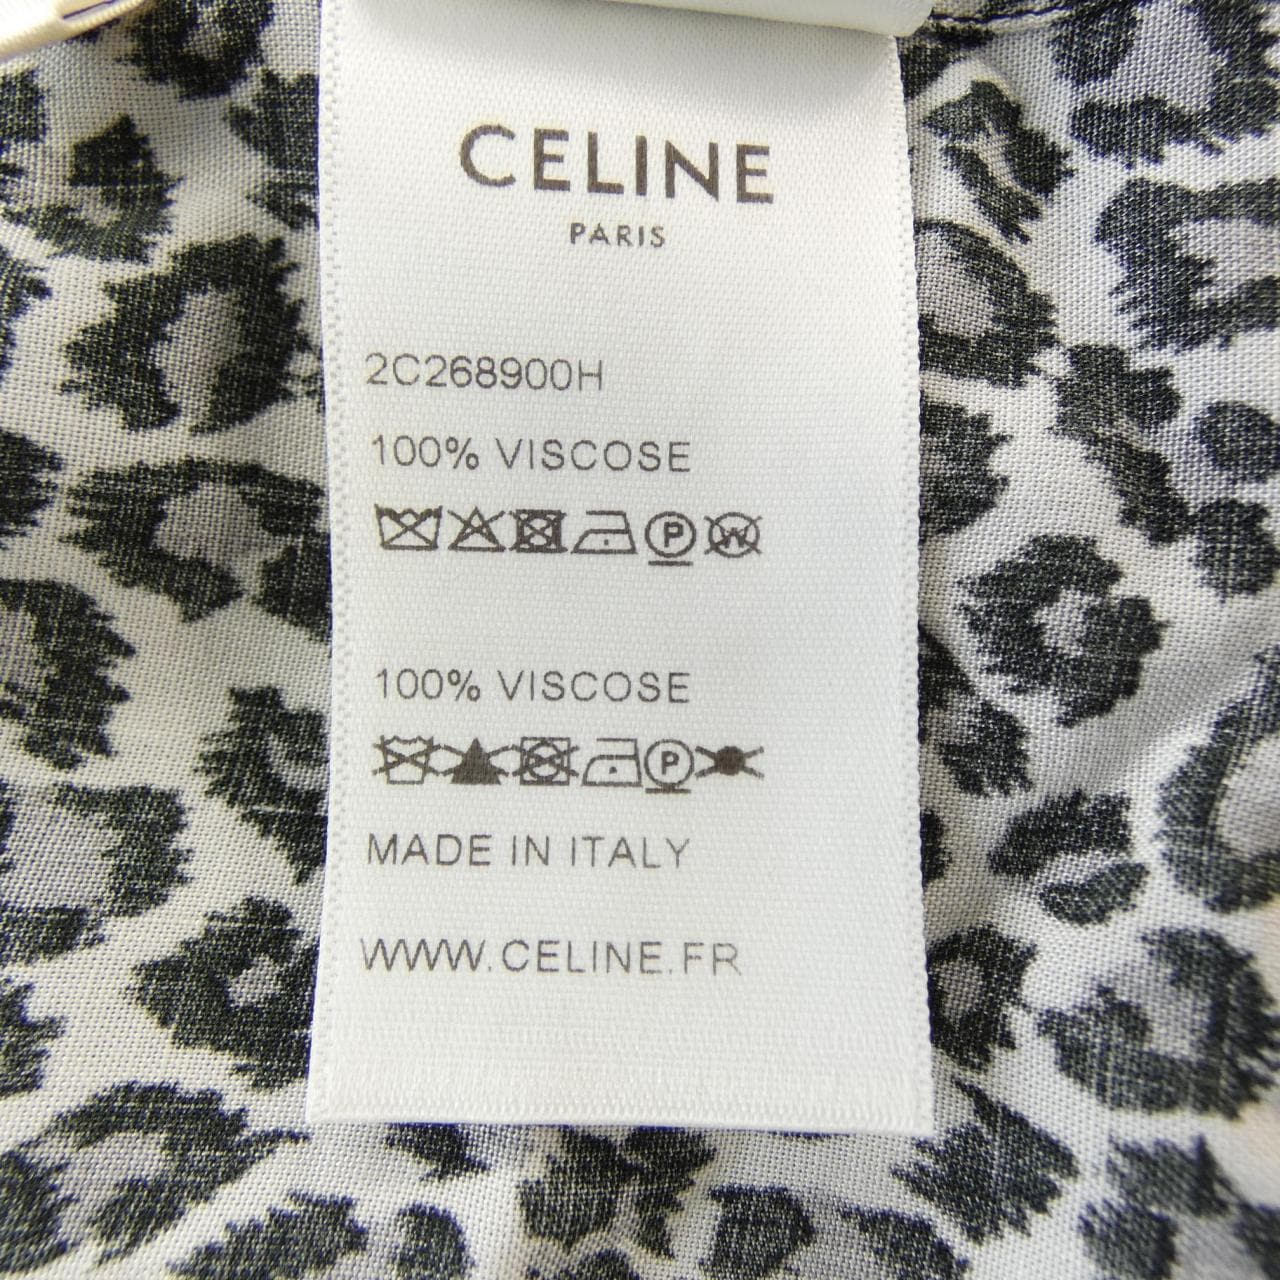 CELINE
PARIS
2C268900H
100% VISCOSE
P W
100% VISCOSE
P
MADE IN ITALY
WWW.CELINE.FR